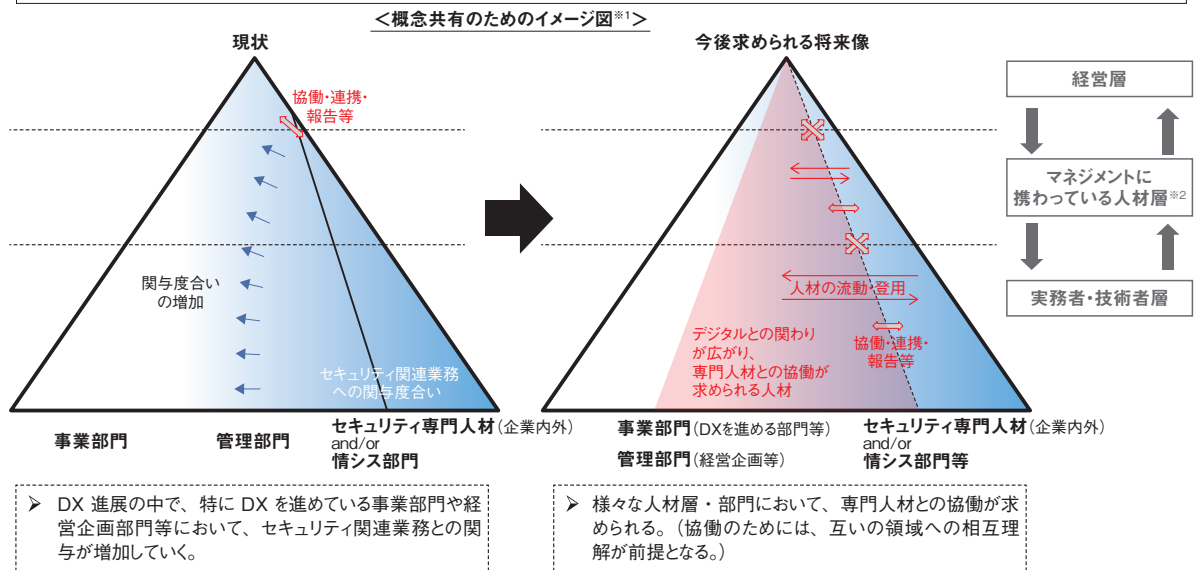 ＜概念共有のためのイメージ図※1＞
現状
協働・連携・
報告等
関与度合い
の増加
セキュリティ関連業務
への関与度合い
事業部門
管理部門
セキュリティ専門人材(企業内外)
and/or
情シス部門
今後求められる将来像
人材の流動・登用
デジタルとの関わり
が広がり、
専門人材との協働が
求められる人材
協働・連携・
報告等
事業部門(DXを進める部門等)
管理部門(経営企画等)
セキュリティ専門人材(企業内外)
and/or
情シス部門等
経営層
マネジメントに
携わっている人材層※2
実務者・技術者層
➢ DX 進展の中で、特に DX を進めている事業部門や経
営企画部門等において、セキュリティ関連業務との関
与が増加していく。
➢ 様々な人材層・部門において、専門人材との協働が求
められる。（協働のためには、互いの領域への相互理
解が前提となる。）